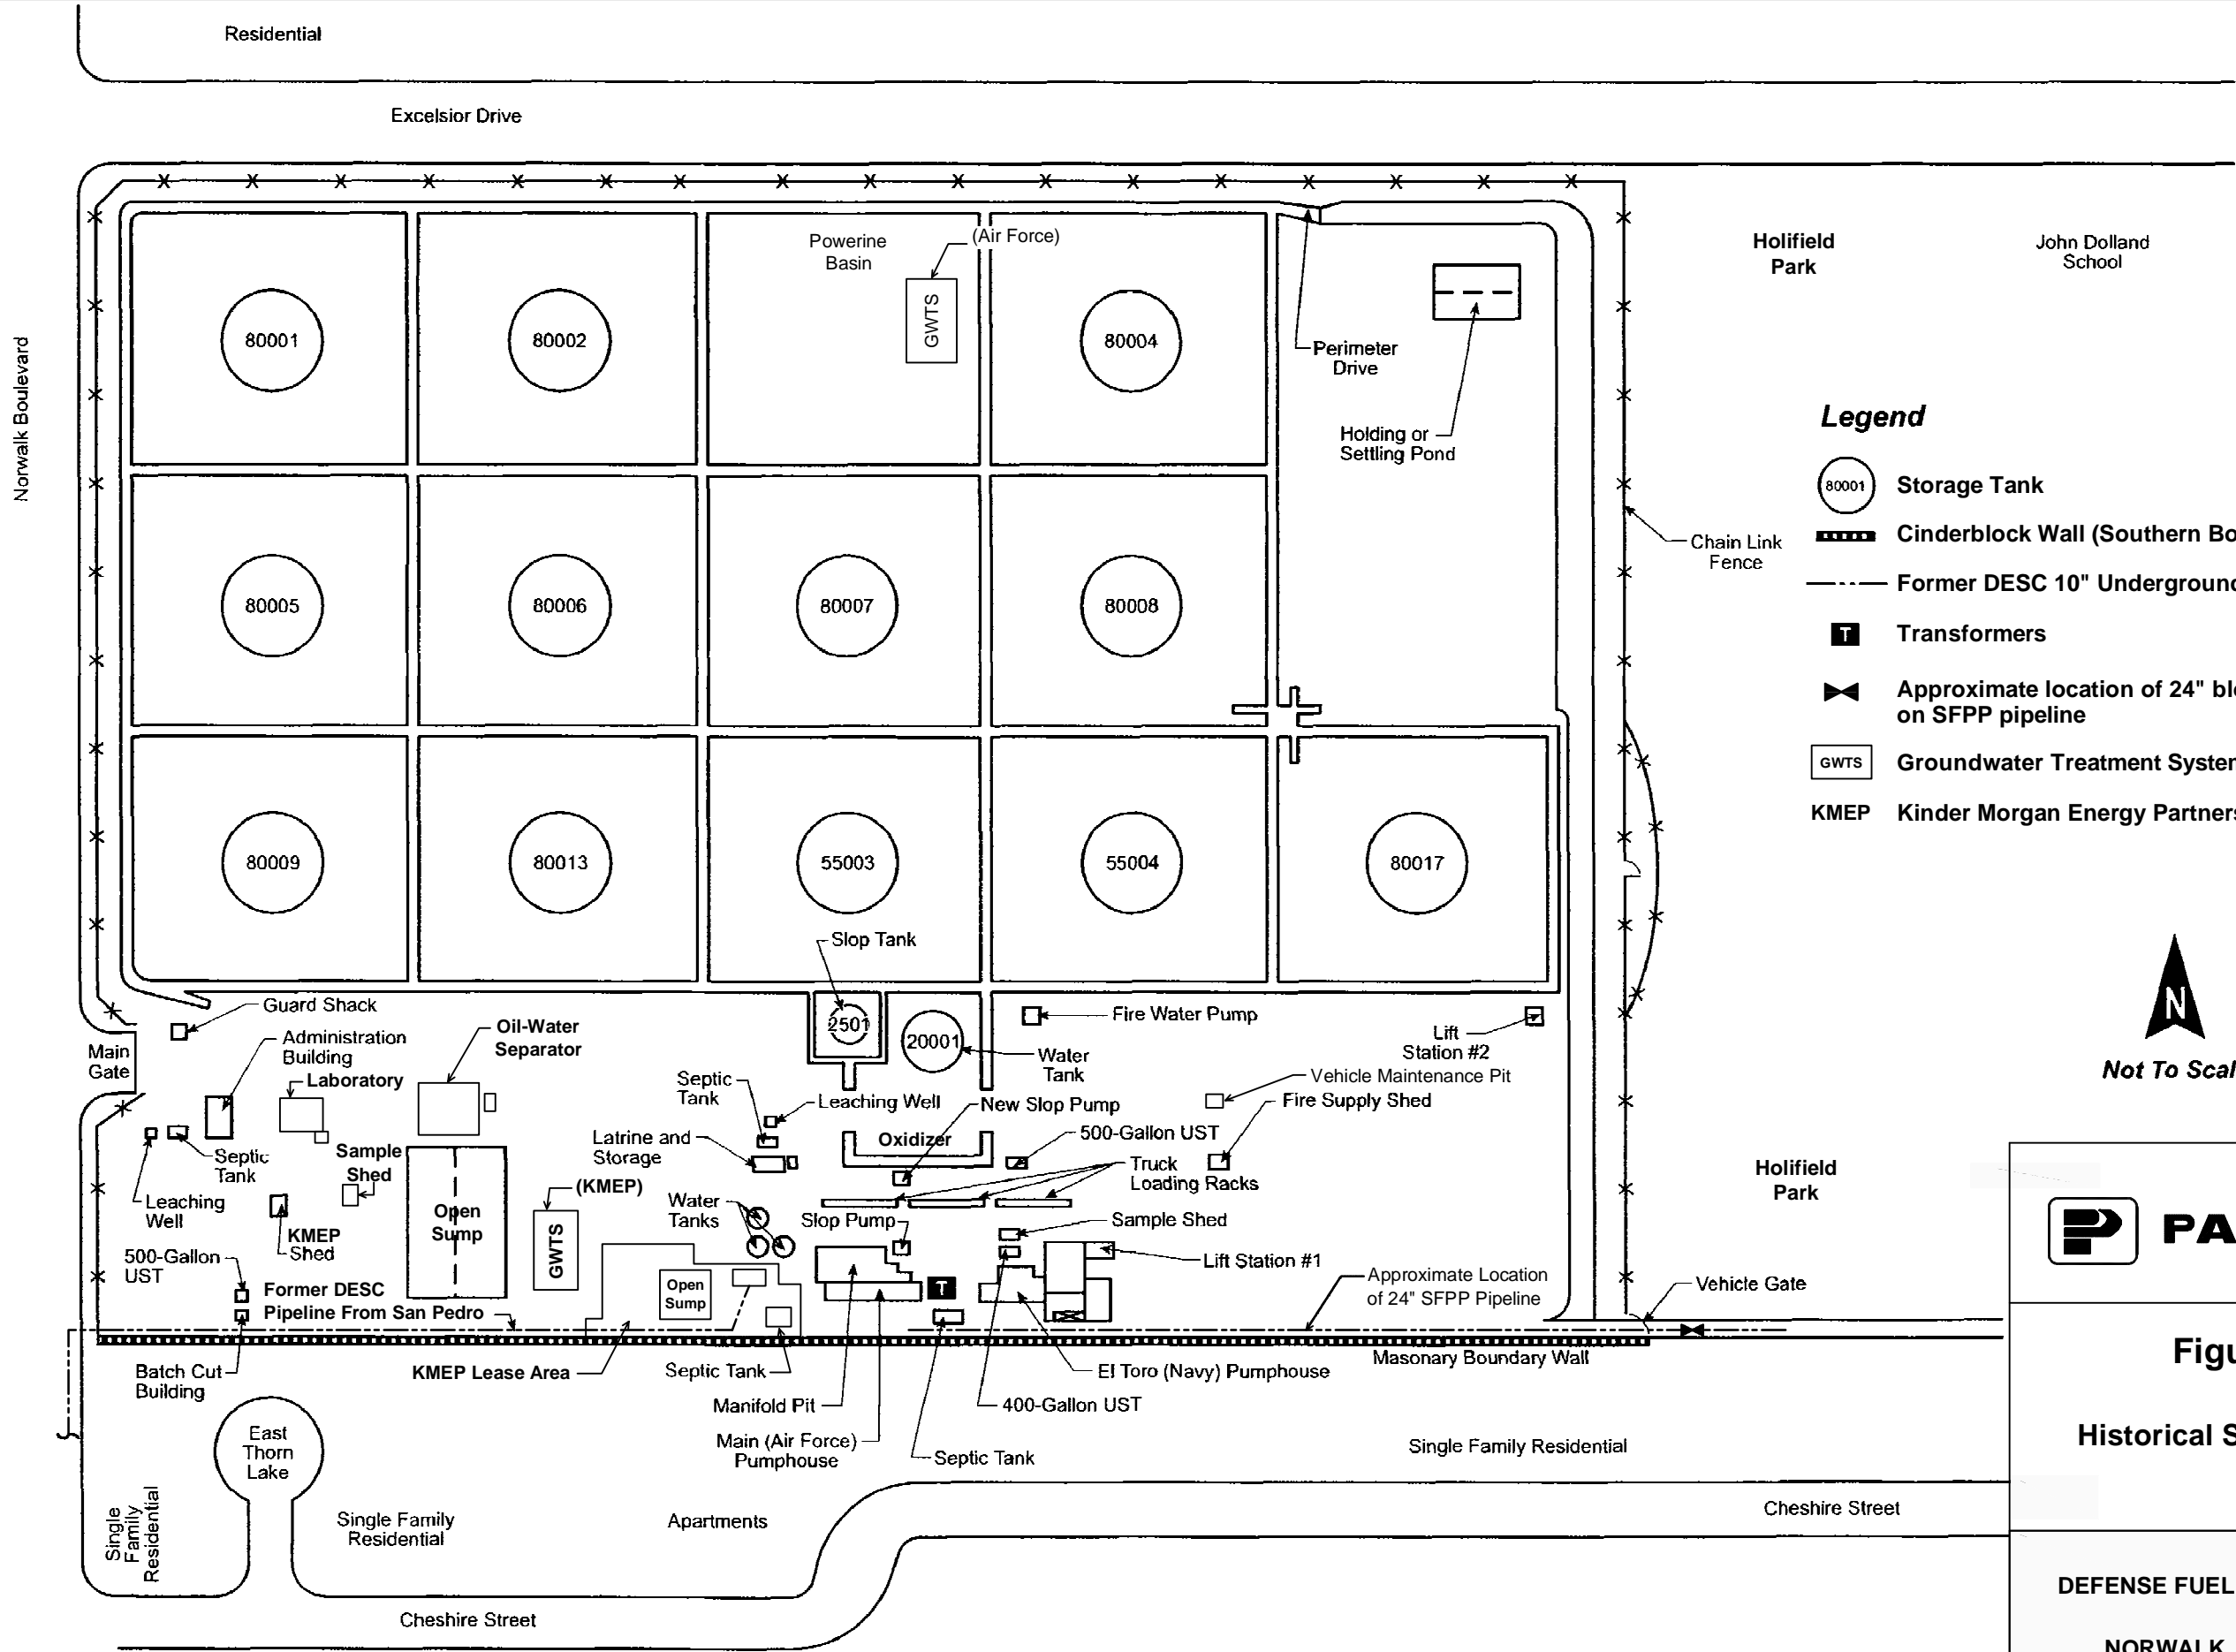 Residential
Excelsior Drive
Norwalk Boulevard
Powerine
Basin
(Air Force)
GWTS
80001
80002
80004
Perimeter
Drive
Holding or
Settling Pond
Holifield
Park
John Dolland
School
80005
80006
80007
80008
Chain Link
Fence
Legend
80001
Storage Tank
Cinderblock Wall (Southern Bo
Former DESC 10" Underground
T
Transformers
Approximate location of 24" bl
on SFPP pipeline
GWTS
Groundwater Treatment System
KMEP
Kinder Morgan Energy Partners
80009
80013
55003
55004
80017
Slop Tank
2501
20001
Water
Tank
Guard Shack
Main
Gate
Administration
Building
Laboratory
Oil-Water
Separator
Fire Water Pump
Lift
Station #2
N
Not To Scal
Septic
Tank
Leaching Well
New Slop Pump
Vehicle Maintenance Pit
Fire Supply Shed
Latrine and
Storage
Oxidizer
500-Gallon UST
Truck
Loading Racks
Septic
Tank
Leaching
Well
Sample
Shed
KMEP
Shed
Open
Sump
(KMEP)
GWTS
Water
Tanks
Slop Pump
Sample Shed
Lift Station #1
Holifield
Park
500-Gallon
UST
Former DESC
Pipeline From San Pedro
Open
Sump
T
Approximate Location
of 24" SFPP Pipeline
Vehicle Gate
Batch Cut
Building
KMEP Lease Area
Septic Tank
Manifold Pit
Main (Air Force)
Pumphouse
Septic Tank
400-Gallon UST
El Toro (Navy) Pumphouse
Masonary Boundary Wall
East
Thorn
Lake
Single
Family
Residential
Single Family
Residential
Apartments
Single Family Residential
Cheshire Street
Cheshire Street
P
PA
Figu
Historical S
DEFENSE FUEL
NORWALK